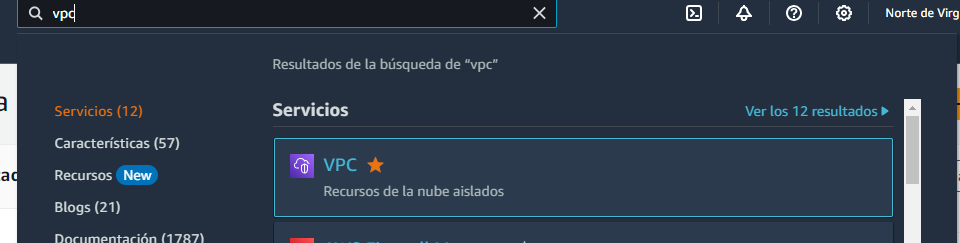 vpc
Norte de Virg
Resultados de la búsqueda de “vpc”
Servicios (12)
Servicios
Ver los 12 resultados
Características (57)
Recursos New
VPC
Recursos de la nube aislados
Blogs (21)
Documentación (1787)